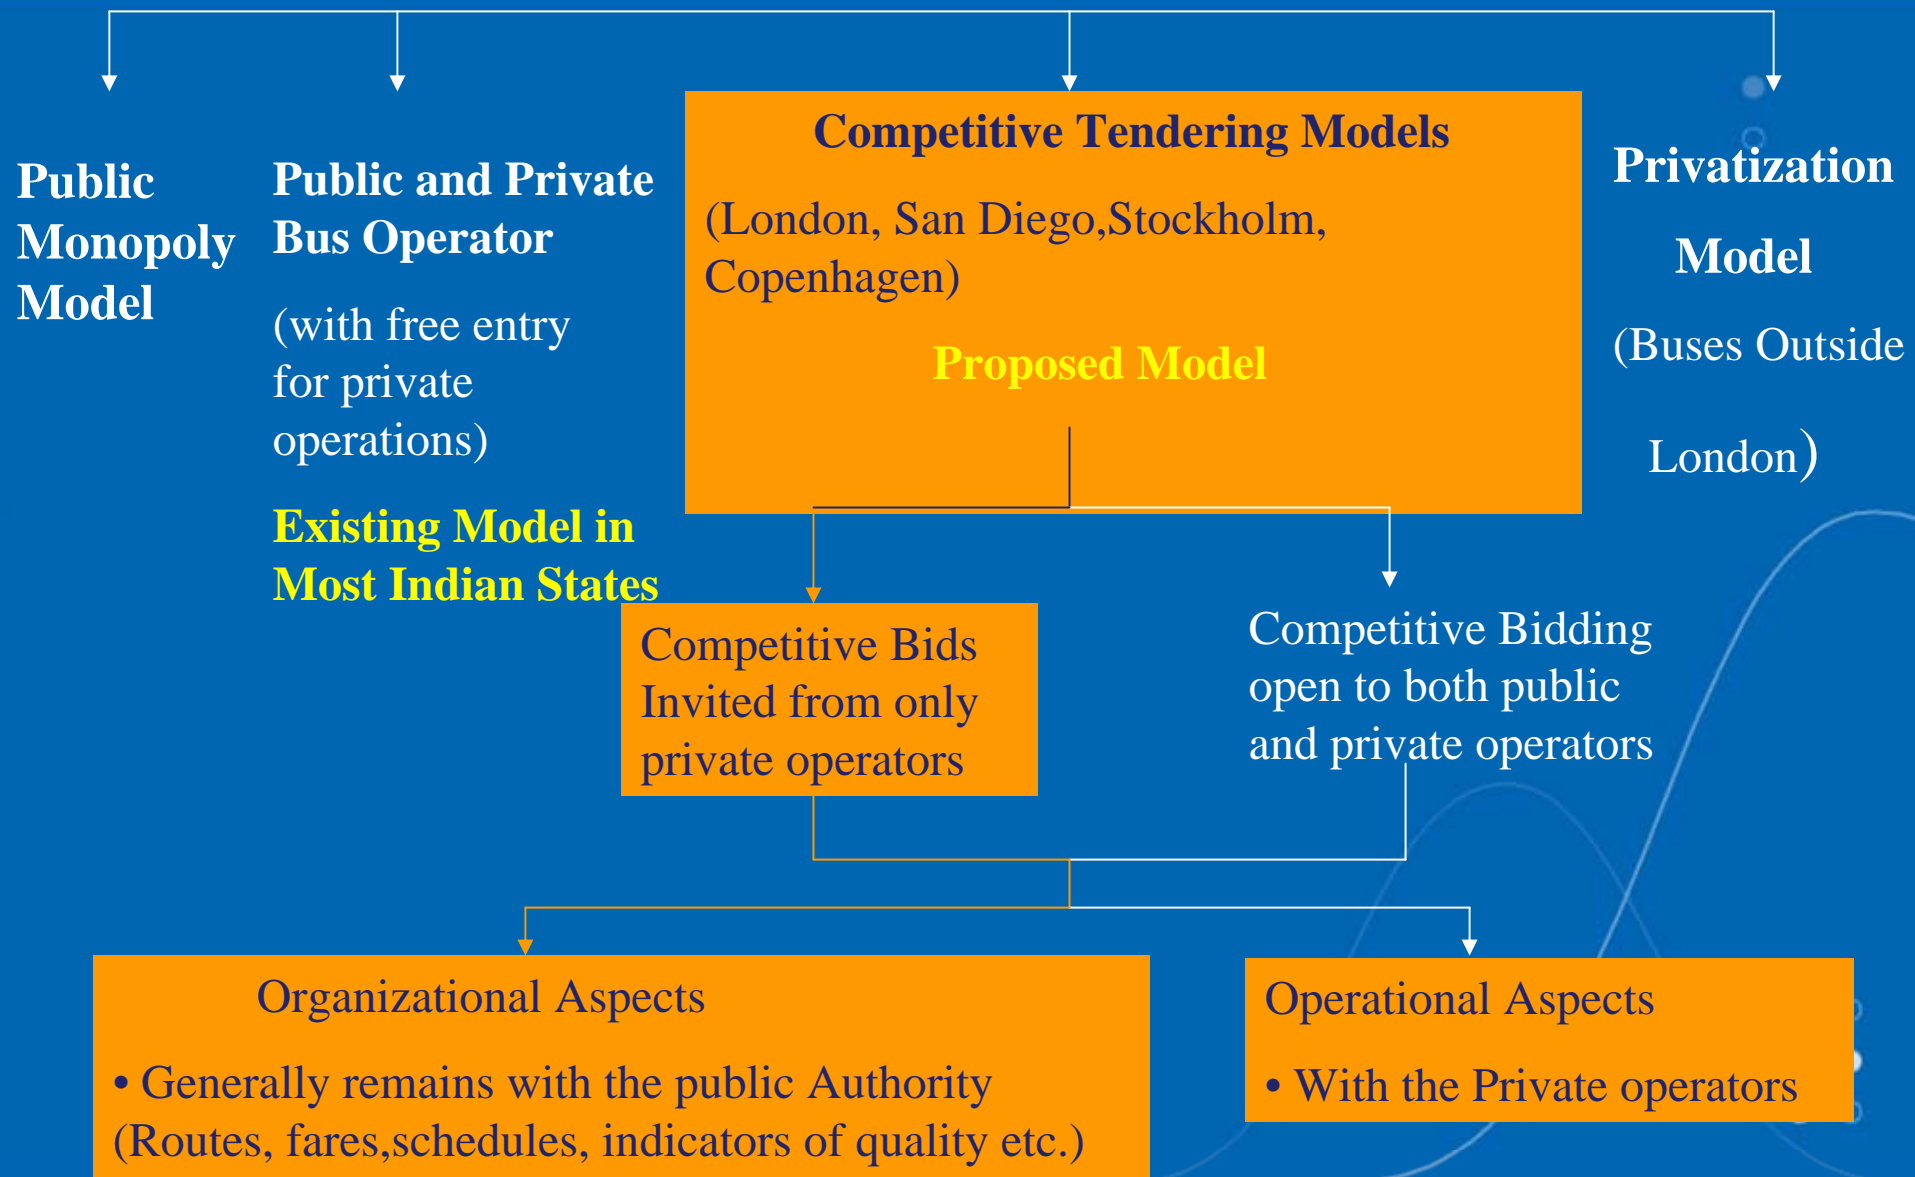 Public
Monopoly
Model
Public and Private
Bus Operator
(with free entry
for private
operations)
Existing Model in
Most Indian States
Competitive Tendering Models
(London, San Diego,Stockholm,
Copenhagen)
Proposed Model
Privatization
Model
(Buses Outside
London)
Competitive Bids
Invited from only
private operators
Competitive Bidding
open to both public
and private operators
Organizational Aspects
• Generally remains with the public Authority
(Routes, fares,schedules, indicators of quality etc.)
Operational Aspects
• With the Private operators